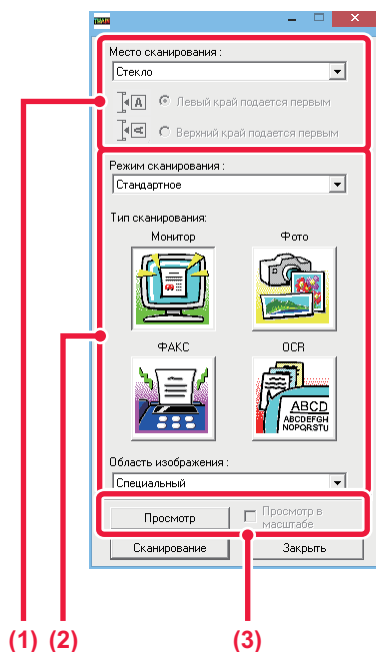 Место сканирования :
Стекло
A
Левый край подается первым
A
Верхний край подается первым
Режим сканирования :
Стандартное
Тип сканирования:
Монитор
Фото
ФАКС
OCR
ABCD
ABCDEFGH
NOPQRSTU
Область изображения :
Специальный
Просмотр
Просмотр в
масштабе
Сканирование
Закрыть
(1)
(2)
(3)